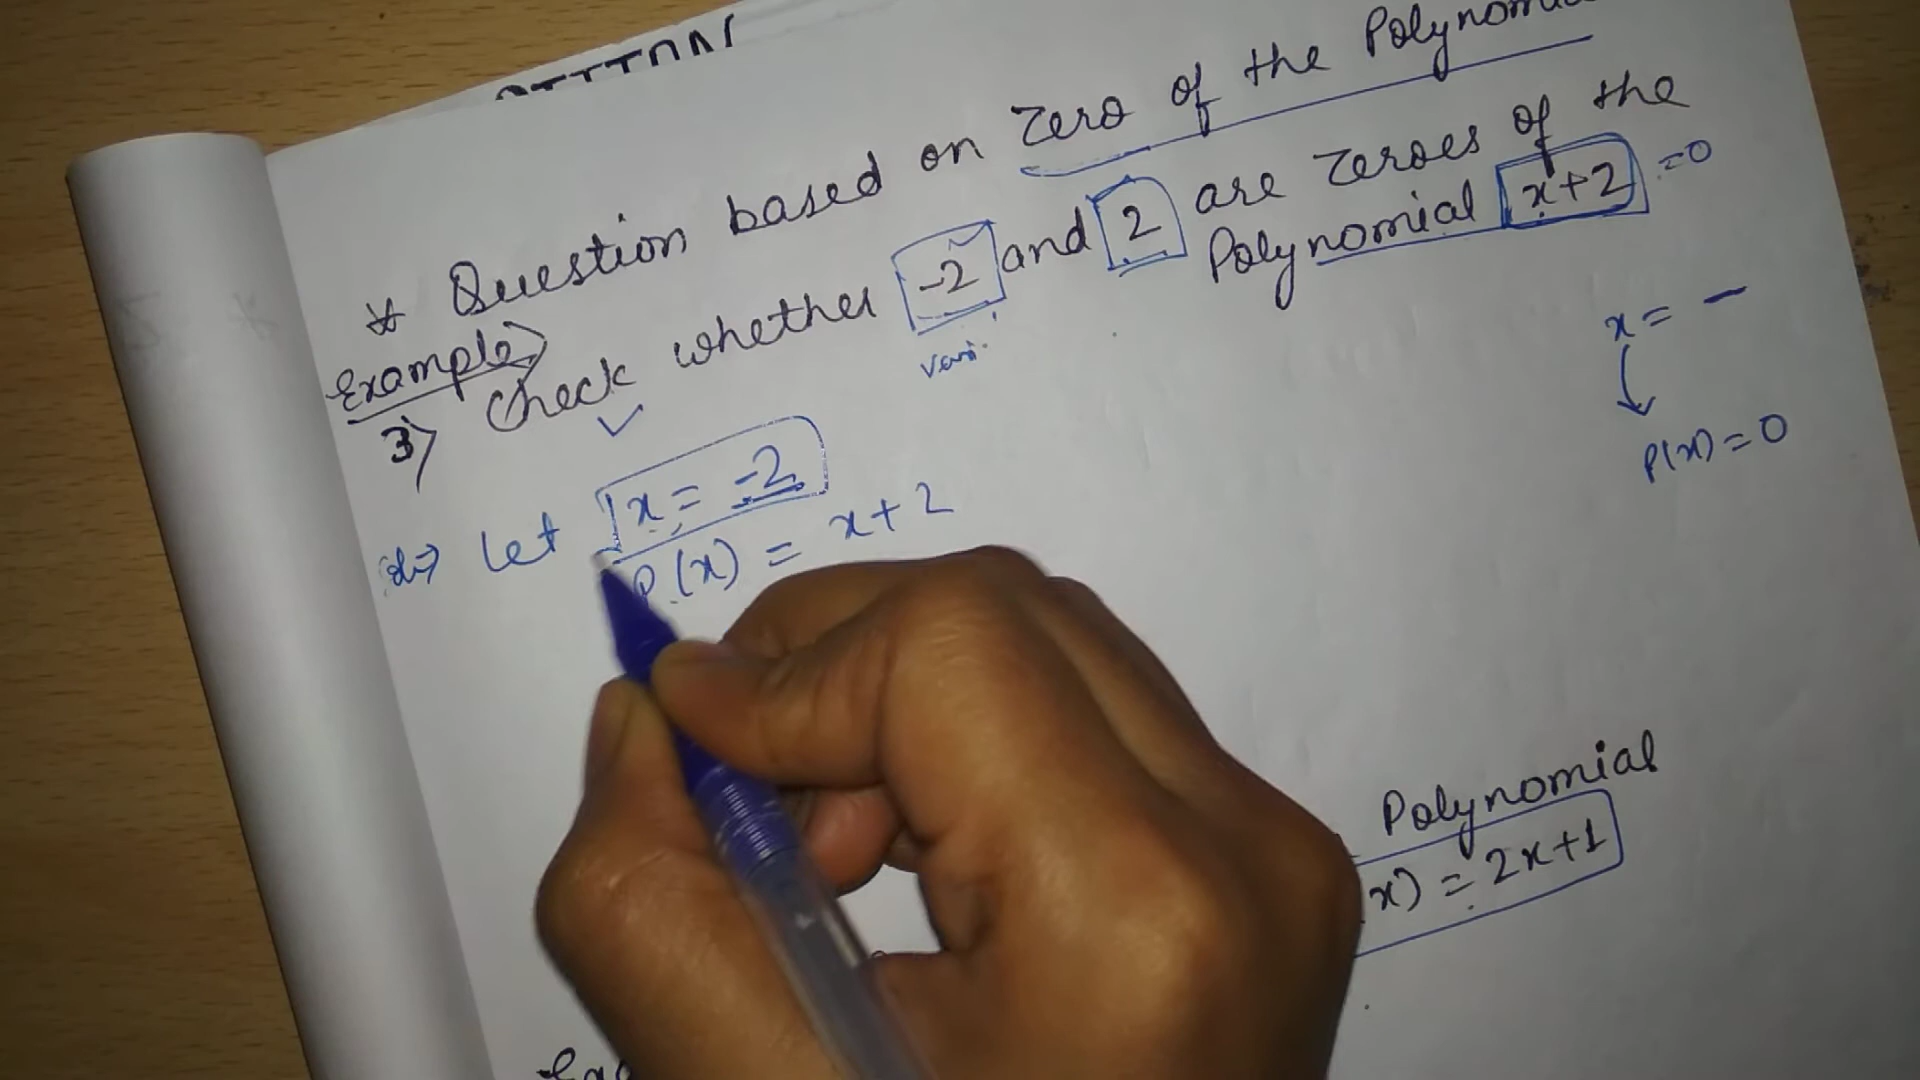 * Question based on Zero of the Polynomia
Example
3) Check whether -2 and 2 are zeroes of the
Polynomial x+2 =0
x = -
P(x) = 0
Let x = -2
P(x) = x+2
Polynomial
x) = 2x+1